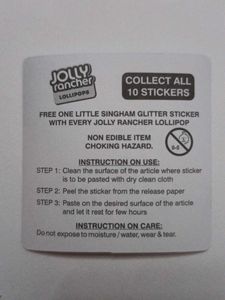 JOLLY
rancher
LOLLIPOPS
COLLECT ALL
10 STICKERS
FREE ONE LITTLE SINGHAM GLITTER STICKER
WITH EVERY JOLLY RANCHER LOLLIPOP
NON EDIBLE ITEM
CHOKING HAZARD.
0-5
INSTRUCTION ON USE:
STEP 1: Clean the surface of the article where sticker
is to be pasted with dry clean cloth
STEP 2: Peel the sticker from the release paper
STEP 3: Paste on the desired surface of the article
and let it rest for few hours
INSTRUCTION ON CARE:
Do not expose to moisture / water, wear & tear.